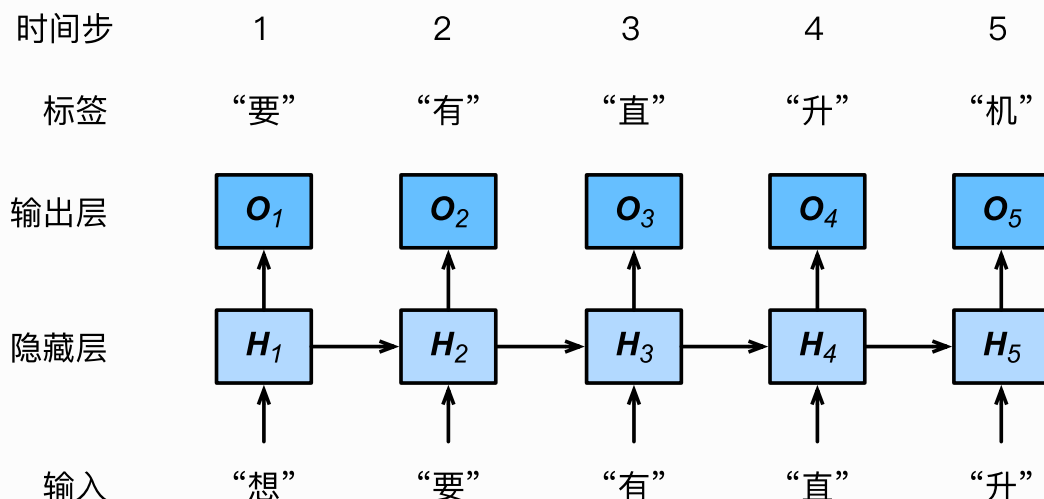 时间步 1 2 3 4 5
标签 “要” “有” “直” “升” “机”
输出层 O1 O2 O3 O4 O5
隐藏层 H1 H2 H3 H4 H5
输入 “想” “要” “有” “直” “升”